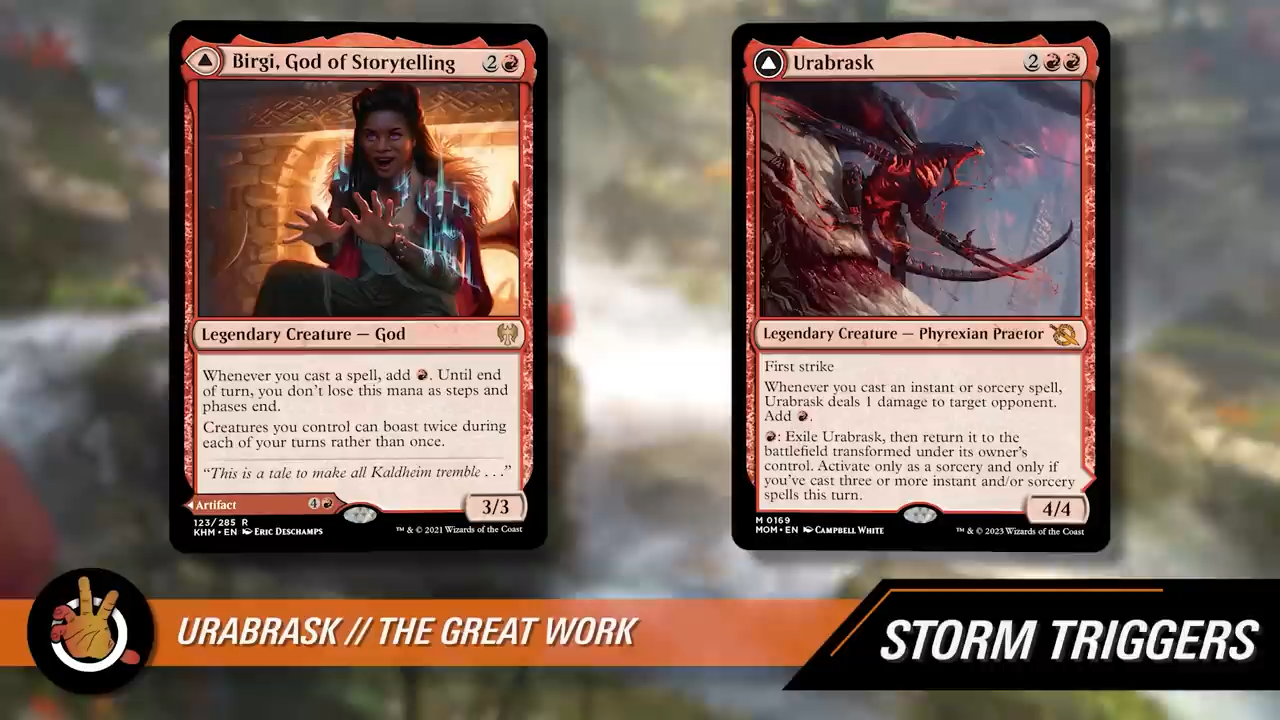 Birgi, God of Storytelling 2
Legendary Creature — God
Whenever you cast a spell, add . Until end
of turn, you don't lose this mana as steps and
phases end.
Creatures you control can boast twice during
each of your turns rather than once.
“This is a tale to make all Kaldheim tremble . . .”
Artifact 4
3/3
123/285 R
KHM • EN Eric Deschamps
™ & © 2021 Wizards of the Coast
Urabrask 2
Legendary Creature — Phyrexian Praetor
First strike
Whenever you cast an instant or sorcery spell,
Urabrask deals 1 damage to target opponent.
Add .
: Exile Urabrask, then return it to the
battlefield transformed under its owner's
control. Activate only as a sorcery and only if
you've cast three or more instant and/or sorcery
spells this turn.
4/4
M 0169
MOM • EN Campbell White
™ & © 2023 Wizards of the Coast
URABRASK // THE GREAT WORK
STORM TRIGGERS